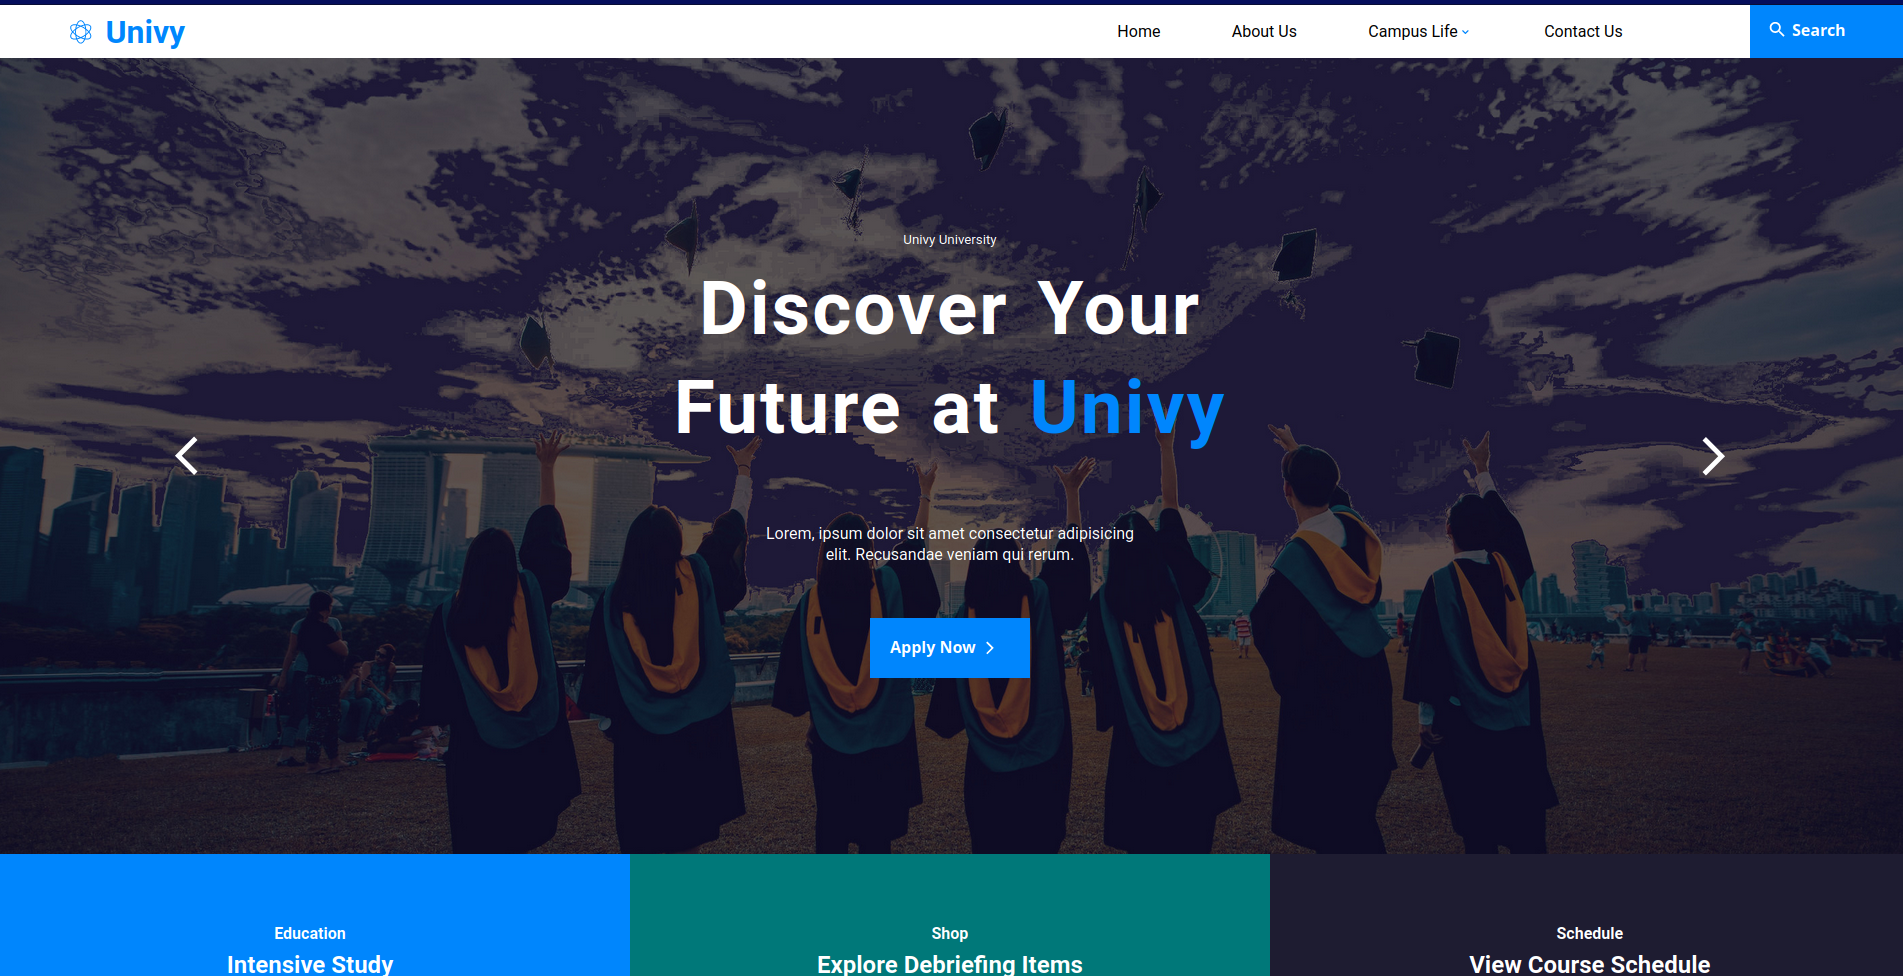 Univy
Home
About Us
Campus Life
Contact Us
Search
Univy University
Discover Your
Future at Univy
Lorem, ipsum dolor sit amet consectetur adipisicing
elit. Recusandae veniam qui rerum.
Apply Now
Education
Intensive Study
Shop
Explore Debriefing Items
Schedule
View Course Schedule